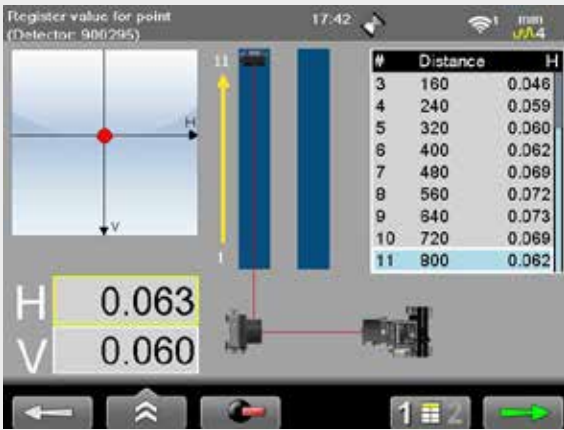 Register value for point
(Detector: 900295)
17:42
1
mm
4
11
H
V
1
# Distance H
3 160 0.046
4 240 0.059
5 320 0.060
6 400 0.062
7 480 0.069
8 560 0.072
9 640 0.073
10 720 0.069
11 800 0.062
H 0.063
V 0.060
1 2